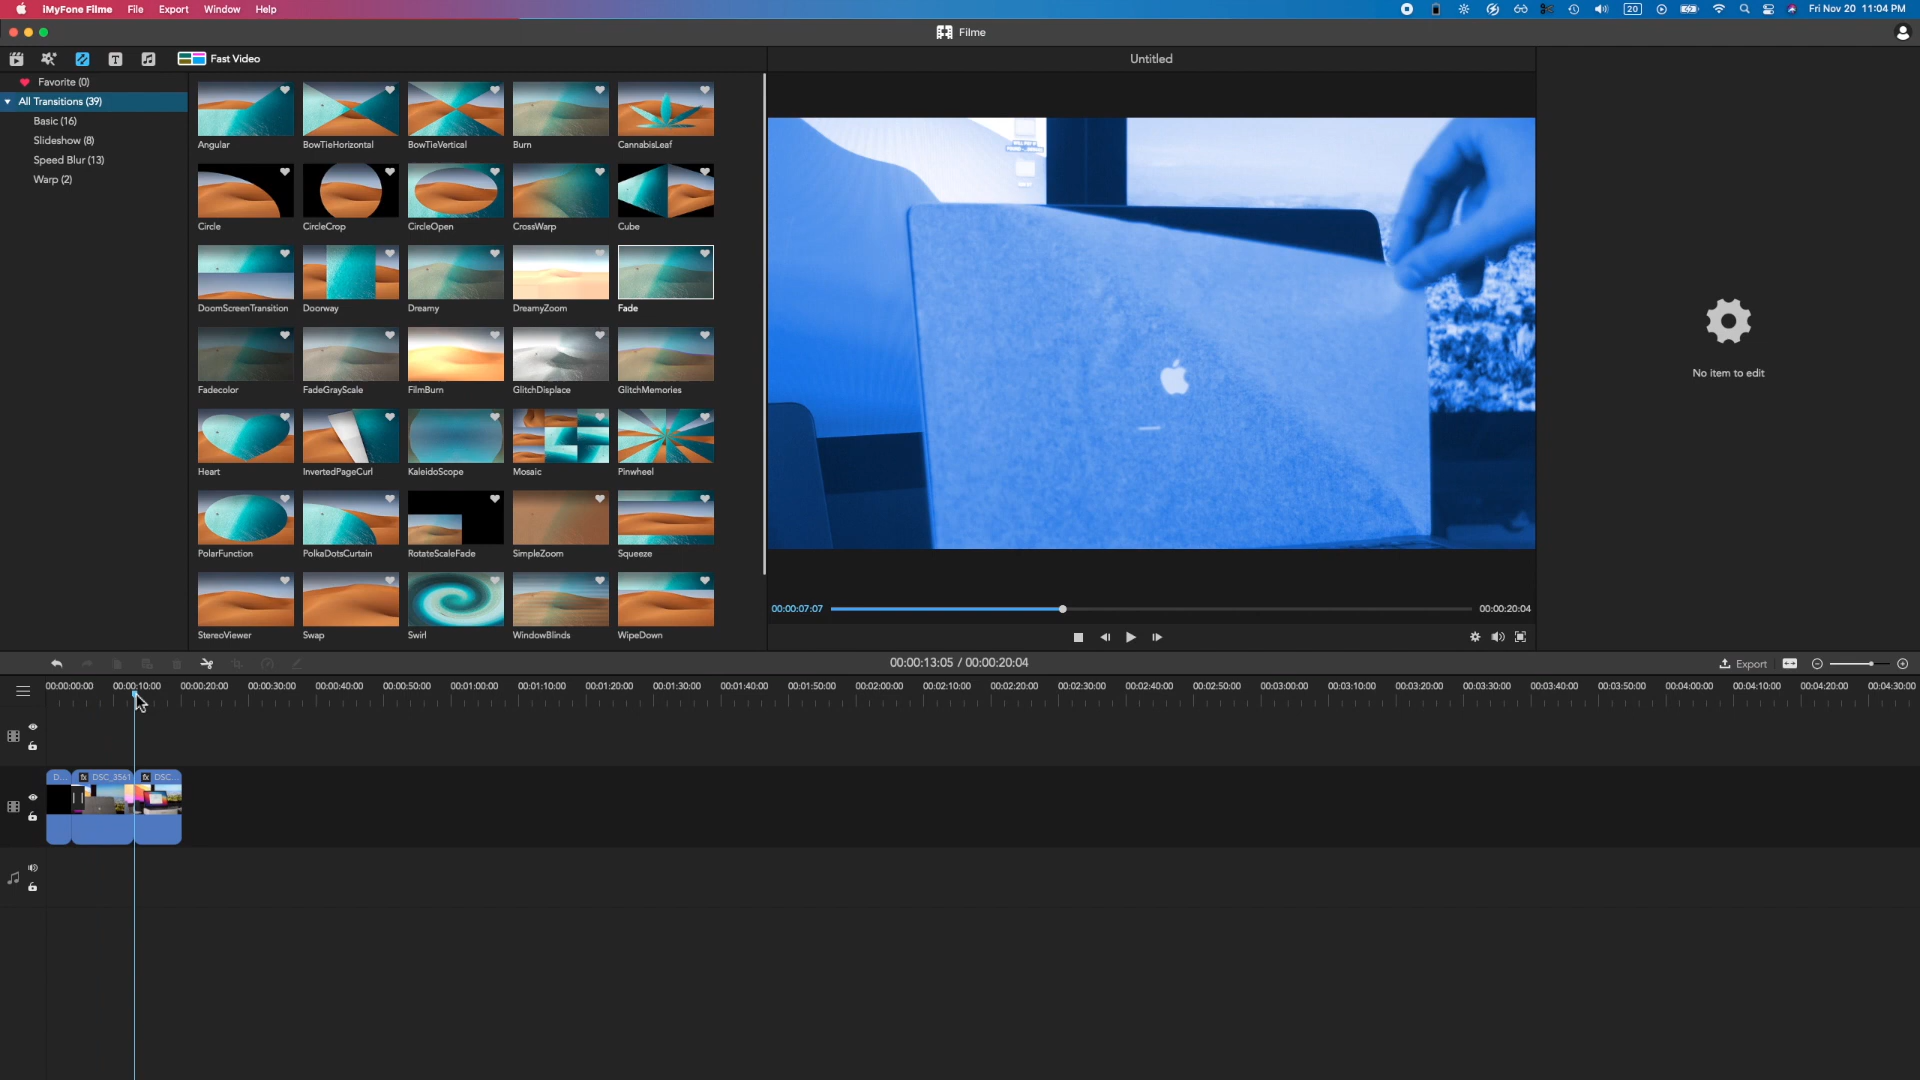 iMyFone Filme File Export Window Help 20 Fri Nov 20 11:04 PM
Filme
Fast Video
Untitled
Favorite (0)
All Transitions (39)
Basic (16)
Slideshow (8)
Speed Blur (13)
Warp (2)
Angular BowTieHorizontal BowTieVertical Burn CannabisLeaf
Circle CircleCrop CircleOpen CrossWarp Cube
DoomScreenTransition Doorway Dreamy DreamyZoom Fade
Fadecolor FadeGrayScale FilmBurn GlitchDisplace GlitchMemories
Heart InvertedPageCurl KaleidoScope Mosaic Pinwheel
PolarFunction PolkaDotsCurtain RotateScaleFade SimpleZoom Squeeze
StereoViewer Swap Swirl WindowBlinds WipeDown
No item to edit
00:00:07:07 00:00:20:04
00:00:13:05 / 00:00:20:04
Export
00:00:00:00 00:00:10:00 00:00:20:00 00:00:30:00 00:00:40:00 00:00:50:00 00:01:00:00 00:01:10:00 00:01:20:00 00:01:30:00 00:01:40:00 00:01:50:00 00:02:00:00 00:02:10:00 00:02:20:00 00:02:30:00 00:02:40:00 00:02:50:00 00:03:00:00 00:03:10:00 00:03:20:00 00:03:30:00 00:03:40:00 00:03:50:00 00:04:00:00 00:04:10:00 00:04:20:00 00:04:30:00
D... fx DSC_3561 fx DSC...